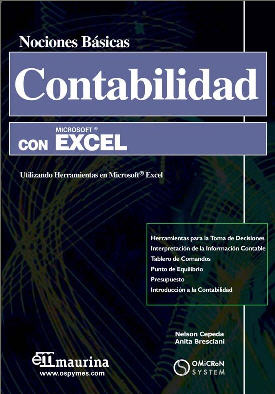 Nociones Básicas
Contabilidad
MICROSOFT®
CON EXCEL
Utilizando Herramientas en Microsoft® Excel
Herramientas para la Toma de Decisiones
Interpretación de la Información Contable
Tablero de Comandos
Punto de Equilibrio
Presupuesto
Introducción a la Contabilidad
Nelson Cepeda
Anita Bresciani
maurina
www.ospymes.com
OMiCRoN
SYSTEM